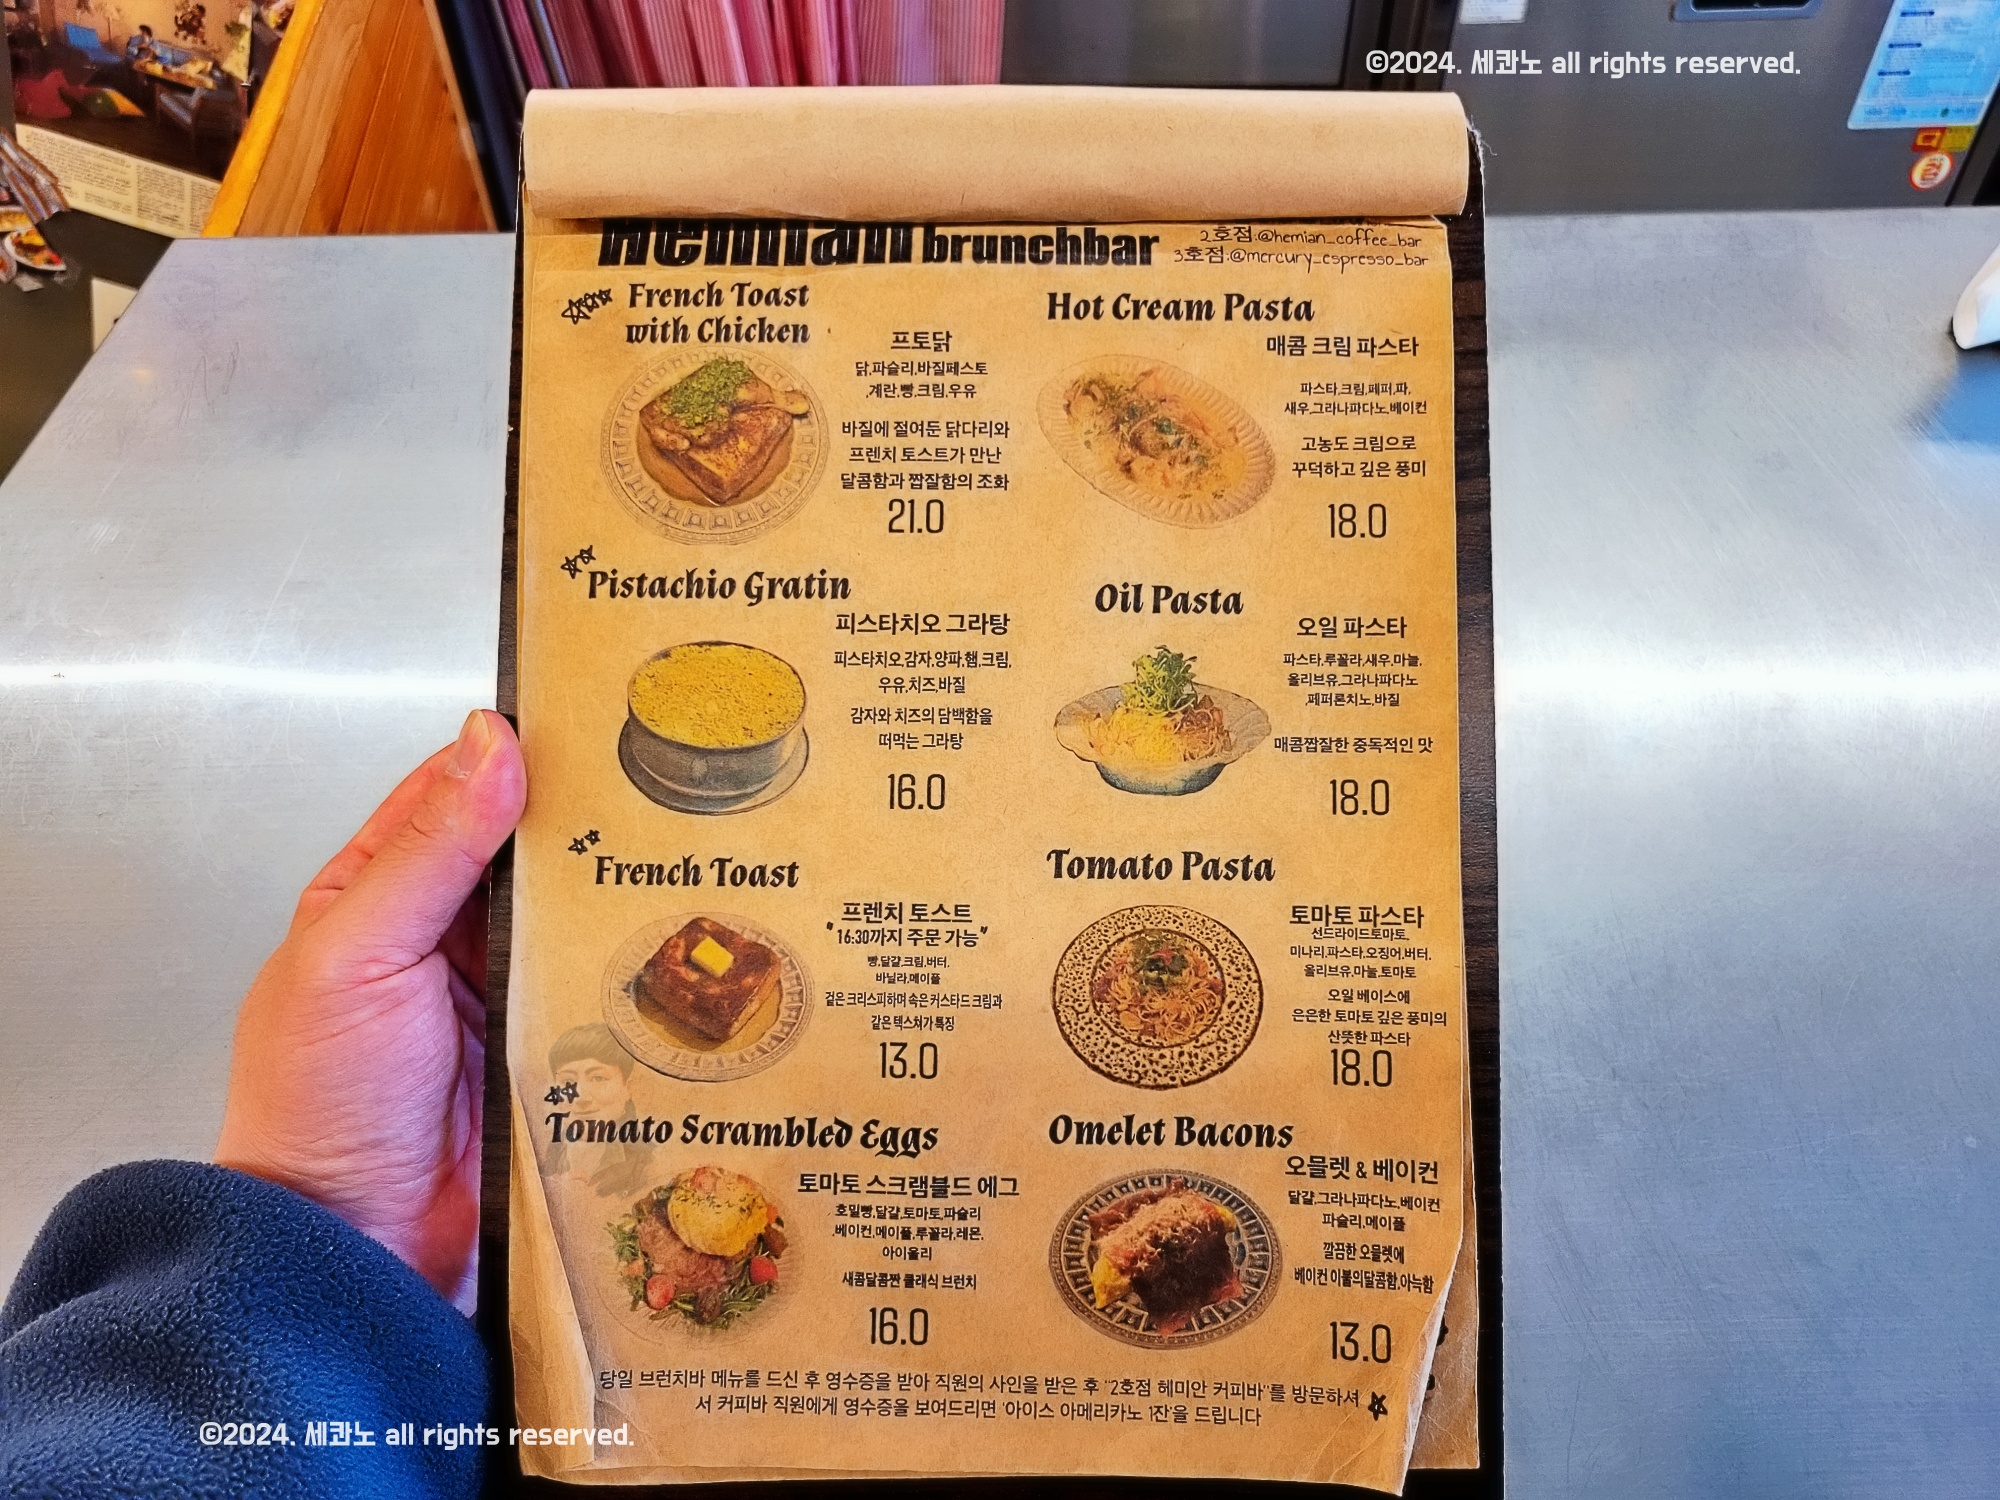 ©2024. 세콰노 all rights reserved.
hemian brunchbar
2호점:@hemian_coffee_bar
3호점:@mercury_espresso_bar
French Toast
with Chicken
프토닭
닭,파슬리,바질페스토
,계란,빵,크림,우유
바질에 절여둔 닭다리와
프렌치 토스트가 만난
달콤함과 짭잘함의 조화
21.0
Hot Cream Pasta
매콤 크림 파스타
파스타,크림,페퍼,파,
새우,그라나파다노,베이컨
고농도 크림으로
꾸덕하고 깊은 풍미
18.0
Pistachio Gratin
피스타치오 그라탕
피스타치오,감자,양파,햄,크림,
우유,치즈,바질
감자와 치즈의 담백함을
떠먹는 그라탕
16.0
Oil Pasta
오일 파스타
파스타,루꼴라,새우,마늘,
올리브유,그라나파다노
,페퍼론치노,바질
매콤짭잘한 중독적인 맛
18.0
French Toast
프렌치 토스트
"16:30까지 주문 가능"
빵,달걀,크림,버터,
바닐라,메이플
겉은 크리스피하며 속은 커스타드 크림과
같은 텍스쳐가 특징
13.0
Tomato Pasta
토마토 파스타
선드라이드토마토,
미나리,파스타,오징어,버터,
올리브유,마늘,토마토
오일 베이스에
은은한 토마토 깊은 풍미의
산뜻한 파스타
18.0
Tomato Scrambled Eggs
토마토 스크램블드 에그
호밀빵,달걀,토마토,파슬리
,베이컨,메이플,루꼴라,레몬,
아이올리
새콤달콤짠 클래식 브런치
16.0
Omelet Bacons
오믈렛 & 베이컨
달걀,그라나파다노,베이컨
파슬리,메이플
깔끔한 오믈렛에
베이컨 이불의달콤함,아늑함
13.0
당일 브런치바 메뉴를 드신 후 영수증을 받아 직원의 사인을 받은 후 "2호점 헤미안 커피바"를 방문하셔
서 커피바 직원에게 영수증을 보여드리면 '아이스 아메리카노 1잔'을 드립니다
©2024. 세콰노 all rights reserved.